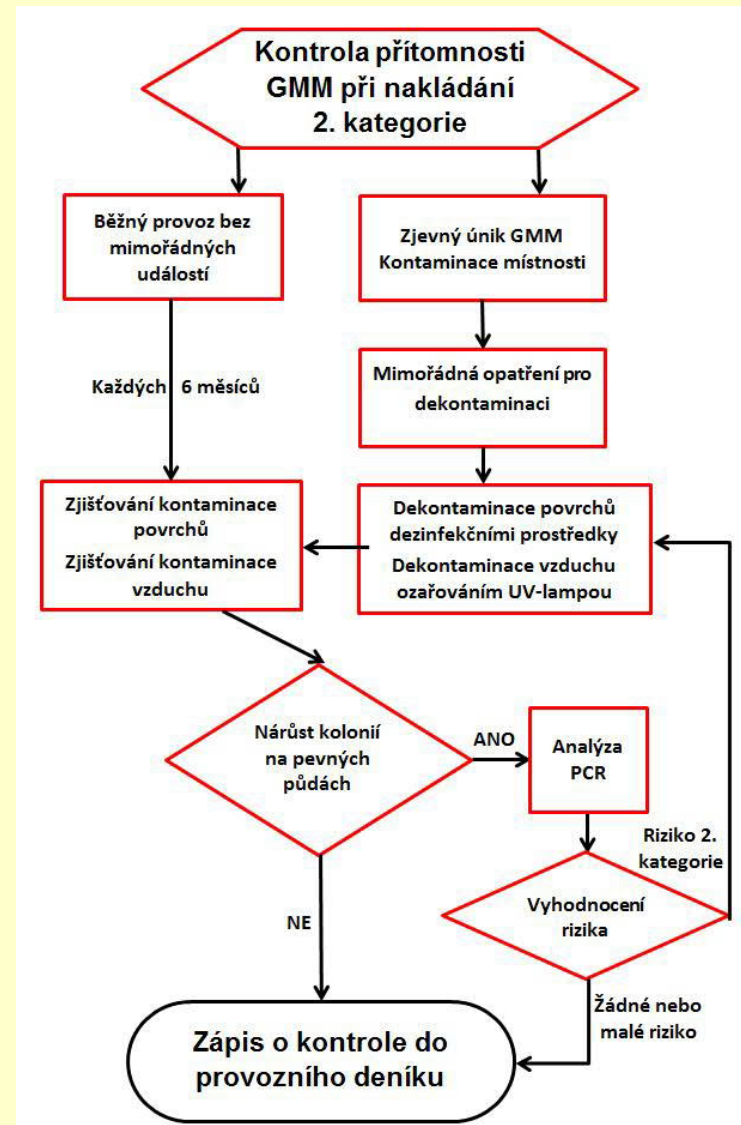 Kontrola přítomnosti
GMM při nakládání
2. kategorie
Běžný provoz bez
mimořádných
událostí
Zjevný únik GMM
Kontaminace místnosti
Každých 6 měsíců
Mimořádná opatření pro
dekontaminaci
Zjišťování kontaminace
povrchů
Zjišťování kontaminace
vzduchu
Dekontaminace povrchů
dezinfekčními prostředky
Dekontaminace vzduchu
ozařováním UV-lampou
Nárůst kolonií
na pevných
půdách
ANO
Analýza
PCR
Riziko 2.
kategorie
Vyhodnocení
rizika
NE
Žádné nebo
malé riziko
Zápis o kontrole do
provozního deníku